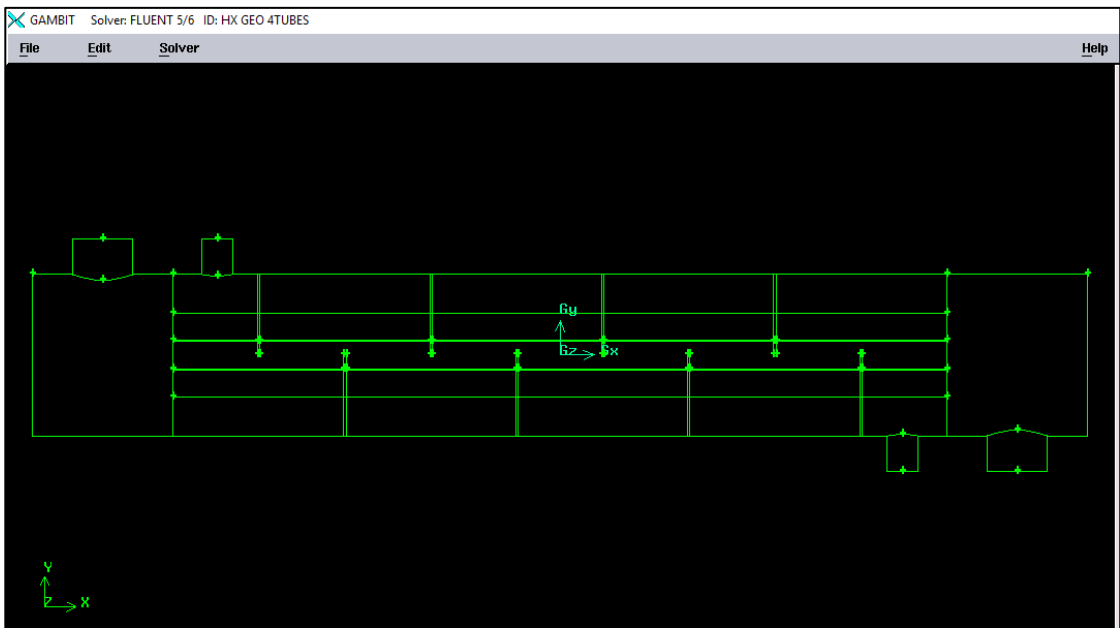 GAMBIT Solver: FLUENT 5/6 ID: HX GEO 4TUBES
File Edit Solver Help
Gy
Gz Gx
Y
Z X